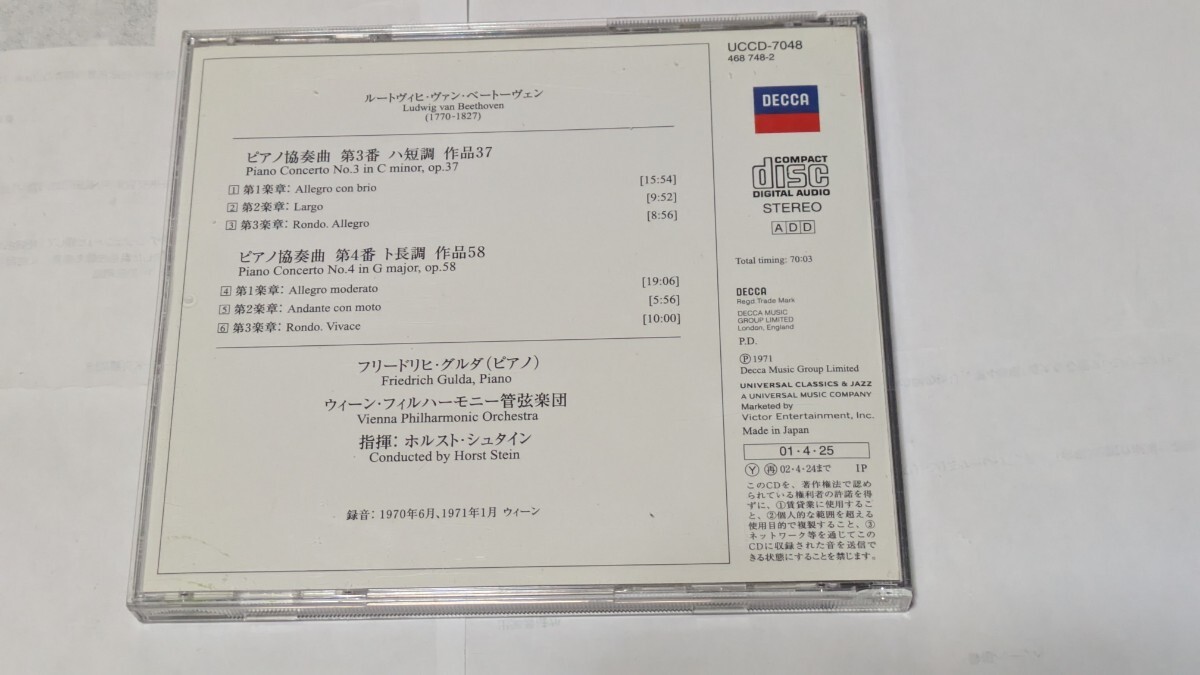 ルートヴィヒ・ヴァン・ベートーヴェン
Ludwig van Beethoven
(1770-1827)
ピアノ協奏曲 第3番 ハ短調 作品37
Piano Concerto No.3 in C minor, op.37
1 第1楽章: Allegro con brio [15:54]
2 第2楽章: Largo [9:52]
3 第3楽章: Rondo. Allegro [8:56]
ピアノ協奏曲 第4番 ト長調 作品58
Piano Concerto No.4 in G major, op.58
4 第1楽章: Allegro moderato [19:06]
5 第2楽章: Andante con moto [5:56]
6 第3楽章: Rondo. Vivace [10:00]
フリードリヒ・グルダ(ピアノ)
Friedrich Gulda, Piano
ウィーン・フィルハーモニー管弦楽団
Vienna Philharmonic Orchestra
指揮: ホルスト・シュタイン
Conducted by Horst Stein
録音: 1970年6月、1971年1月 ウィーン
UCCD-7048
468 748-2
DECCA
COMPACT
disc
DIGITAL AUDIO
STEREO
ADD
Total timing: 70:03
DECCA
Regd Trade Mark
DECCA MUSIC
GROUP LIMITED
London, England
P.D.
Ⓟ 1971
Decca Music Group Limited
UNIVERSAL CLASSICS & JAZZ
A UNIVERSAL MUSIC COMPANY
Marketed by
Victor Entertainment, Inc.
Made in Japan
01・4・25
Ⓨ 再 02・4・24まで IP
このCDを、著作権法で認め
られている権利者の許諾を得
ずに、①賃貸業に使用するこ
と、②個人的な範囲を超える
使用目的で複製すること、③
ネットワーク等を通じてこの
CDに収録された音を送信で
きる状態にすることを禁じます。